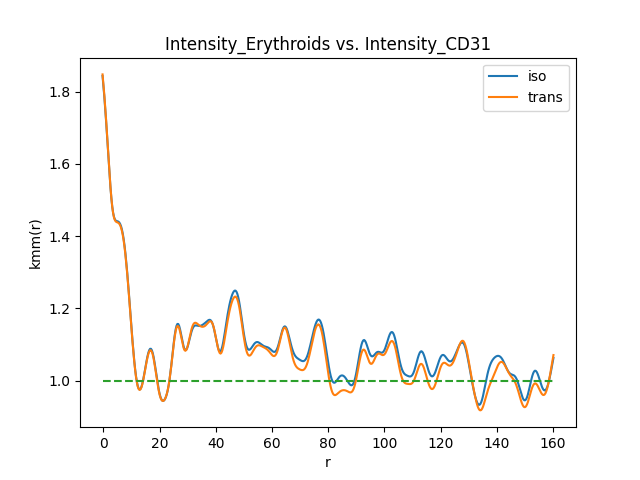 Intensity_Erythroids vs. Intensity_CD31
iso
trans
kmm(r)
1.8
1.6
1.4
1.2
1.0
0 20 40 60 80 100 120 140 160
r